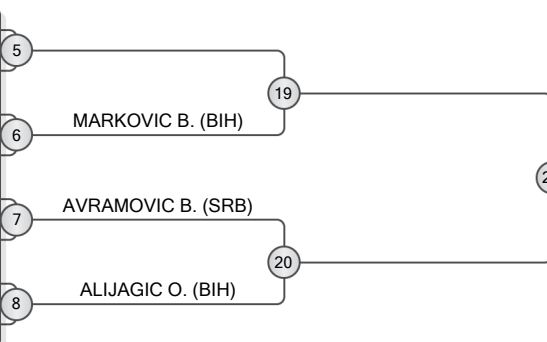 5
19
MARKOVIC B. (BIH)
6
AVRAMOVIC B. (SRB)
7
20
ALIJAGIC O. (BIH)
8